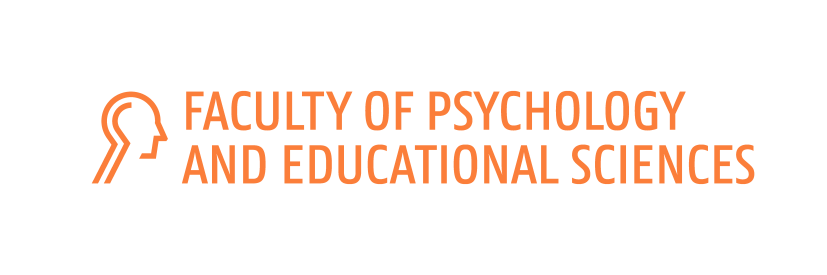 FACULTY OF PSYCHOLOGY
AND EDUCATIONAL SCIENCES